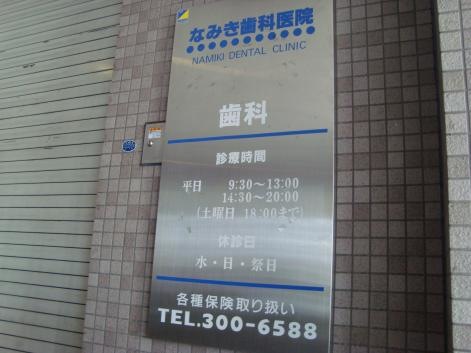 なみき歯科医院
NAMIKI DENTAL CLINIC
歯科
診療時間
平日 9:30〜13:00
14:30〜20:00
(土曜日 18:00まで)
休診日
水・日・祭日
各種保険取り扱い
TEL.300-6588